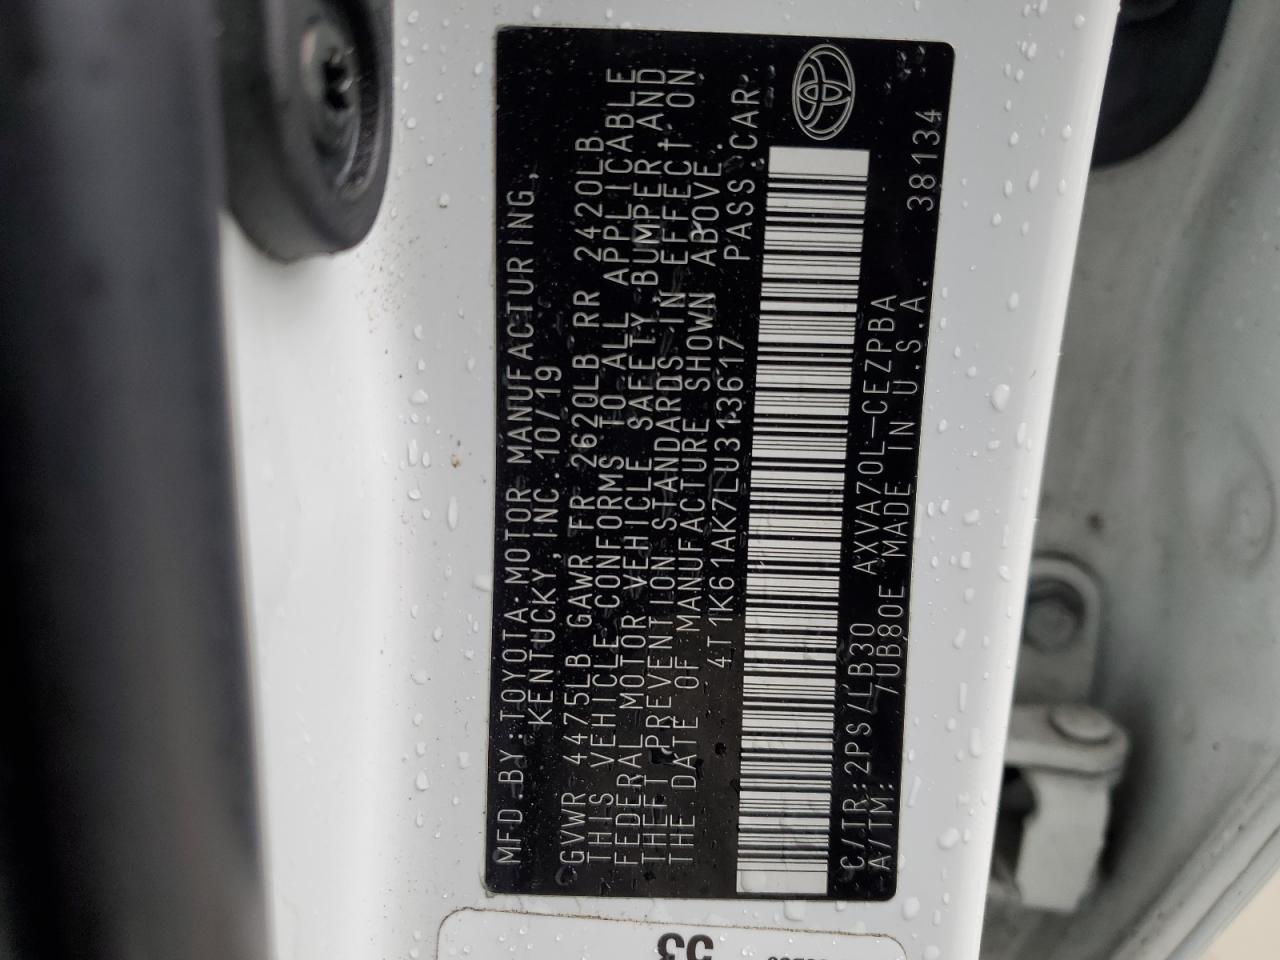 MFD.BY:TOYOTA MOTOR MANUFACTURING,
KENTUCKY, INC. 10/19
GVWR 4475LB GAWR FR 2620LB RR 2420LB
THIS VEHICLE CONFORMS TO ALL APPLICABLE
FEDERAL MOTOR VEHICLE SAFETY, BUMPER, AND
THEFT PREVENTION STANDARDS IN EFFECT ON
THE DATE OF MANUFACTURE SHOWN ABOVE.
4T1K61AK7LU313617 PASS.CAR.
C/TR:2PS/LB30 AXVA70L-CEZPBA 38134
A/TM: /UB80E MADE IN U.S.A.
53